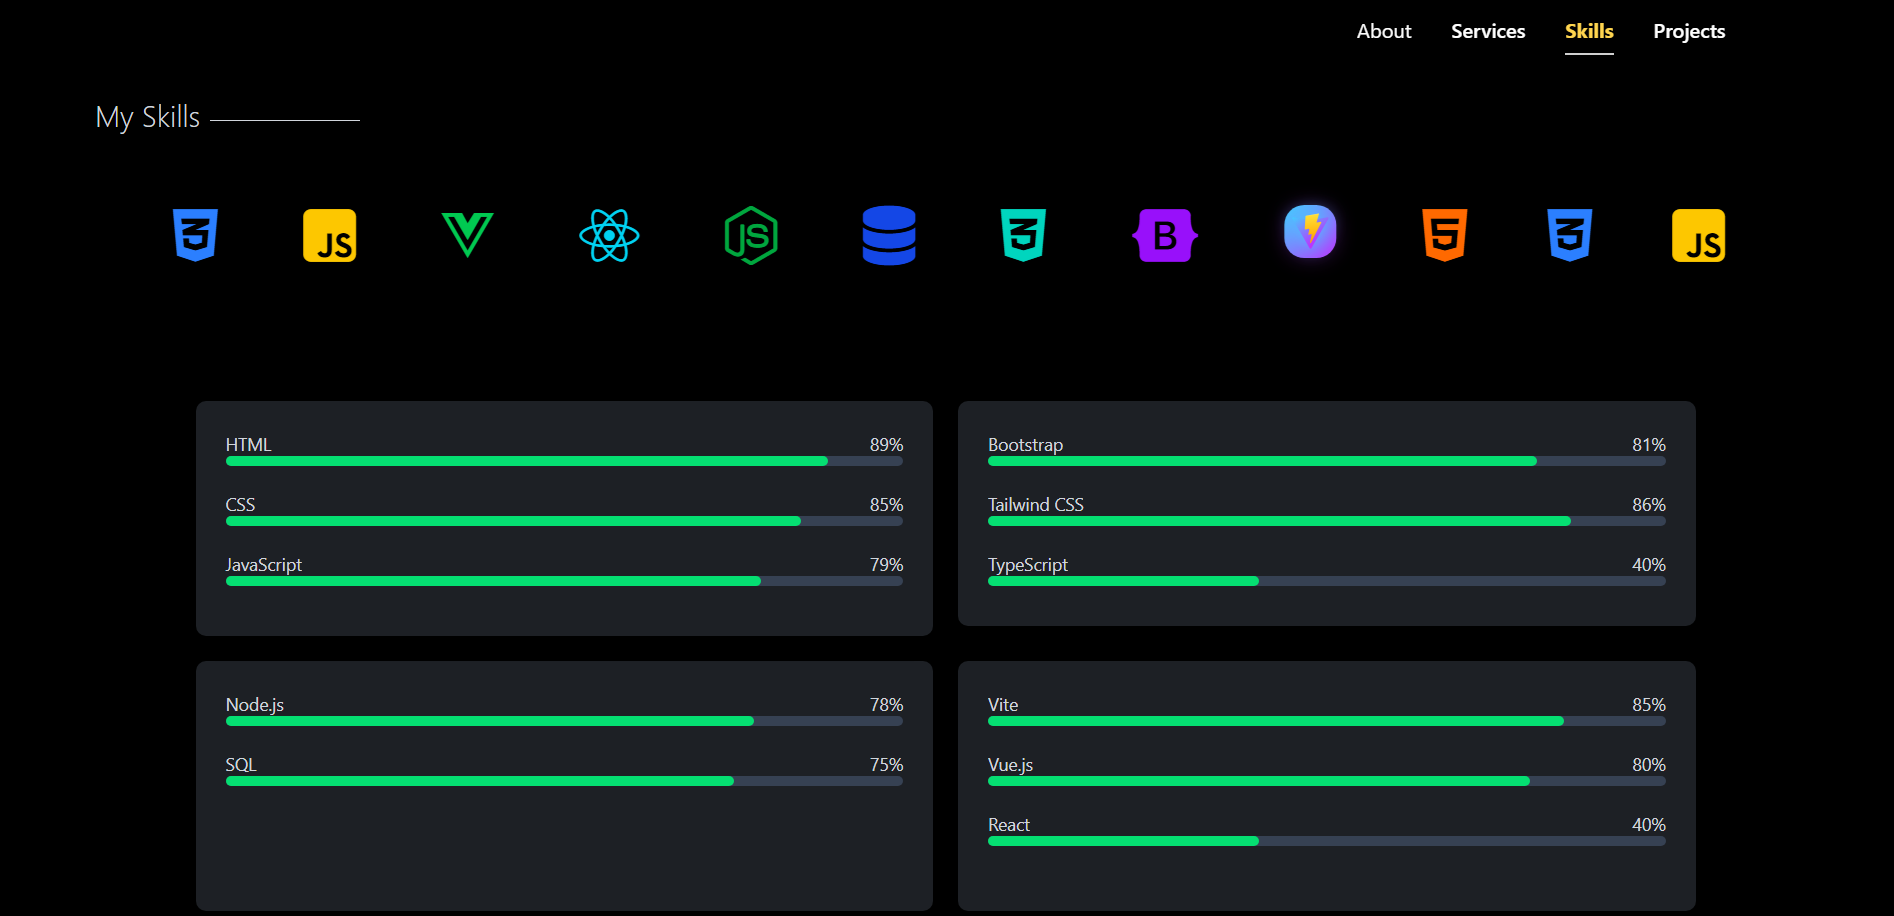 About Services Skills Projects
My Skills
JS JS B JS
HTML 89%
CSS 85%
JavaScript 79%
Bootstrap 81%
Tailwind CSS 86%
TypeScript 40%
Node.js 78%
SQL 75%
Vite 85%
Vue.js 80%
React 40%